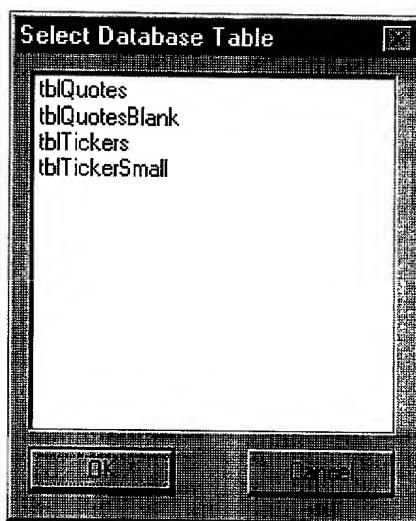 Select Database Table
tblQuotes
tblQuotesBlank
tblTickers
tblTickerSmall
OK
Cancel